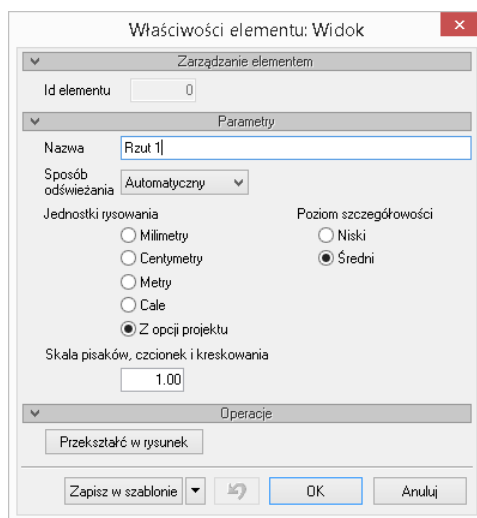 Właściwości elementu: Widok
Zarządzanie elementem
Id elementu 0
Parametry
Nazwa Rzut 1
Sposób
odświeżania Automatyczny
Jednostki rysowania Poziom szczegółowości
Milimetry Niski
Centymetry Średni
Metry
Cale
Z opcji projektu
Skala pisaków, czcionek i kreskowania
1.00
Operacje
Przekształć w rysunek
Zapisz w szablonie OK Anuluj